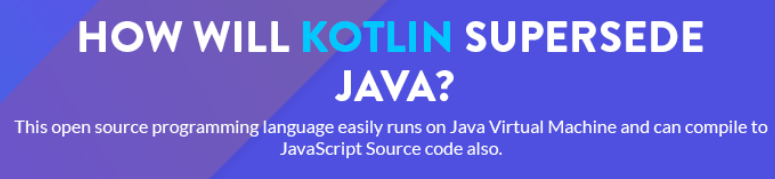 HOW WILL KOTLIN SUPERSEDE
JAVA?
This open source programming language easily runs on Java Virtual Machine and can compile to
JavaScript Source code also.